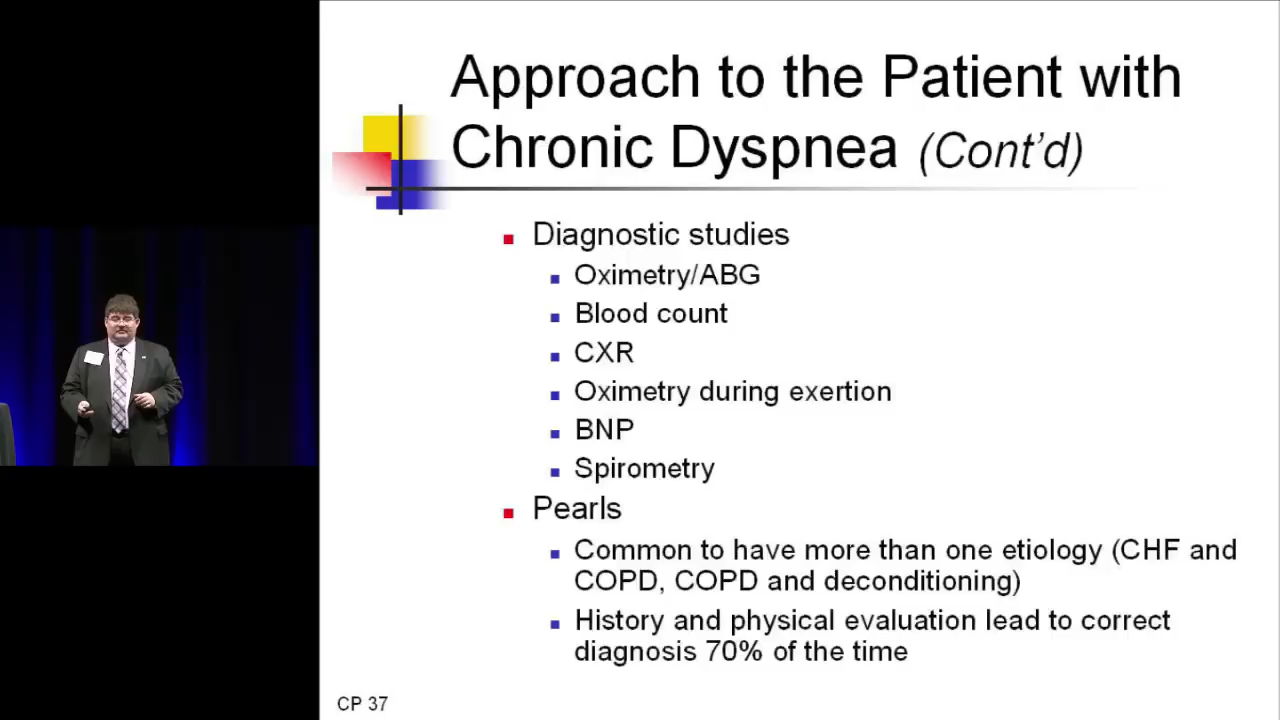 Approach to the Patient with
Chronic Dyspnea (Cont'd)
Diagnostic studies
Oximetry/ABG
Blood count
CXR
Oximetry during exertion
BNP
Spirometry
Pearls
Common to have more than one etiology (CHF and
COPD, COPD and deconditioning)
History and physical evaluation lead to correct
diagnosis 70% of the time
CP 37